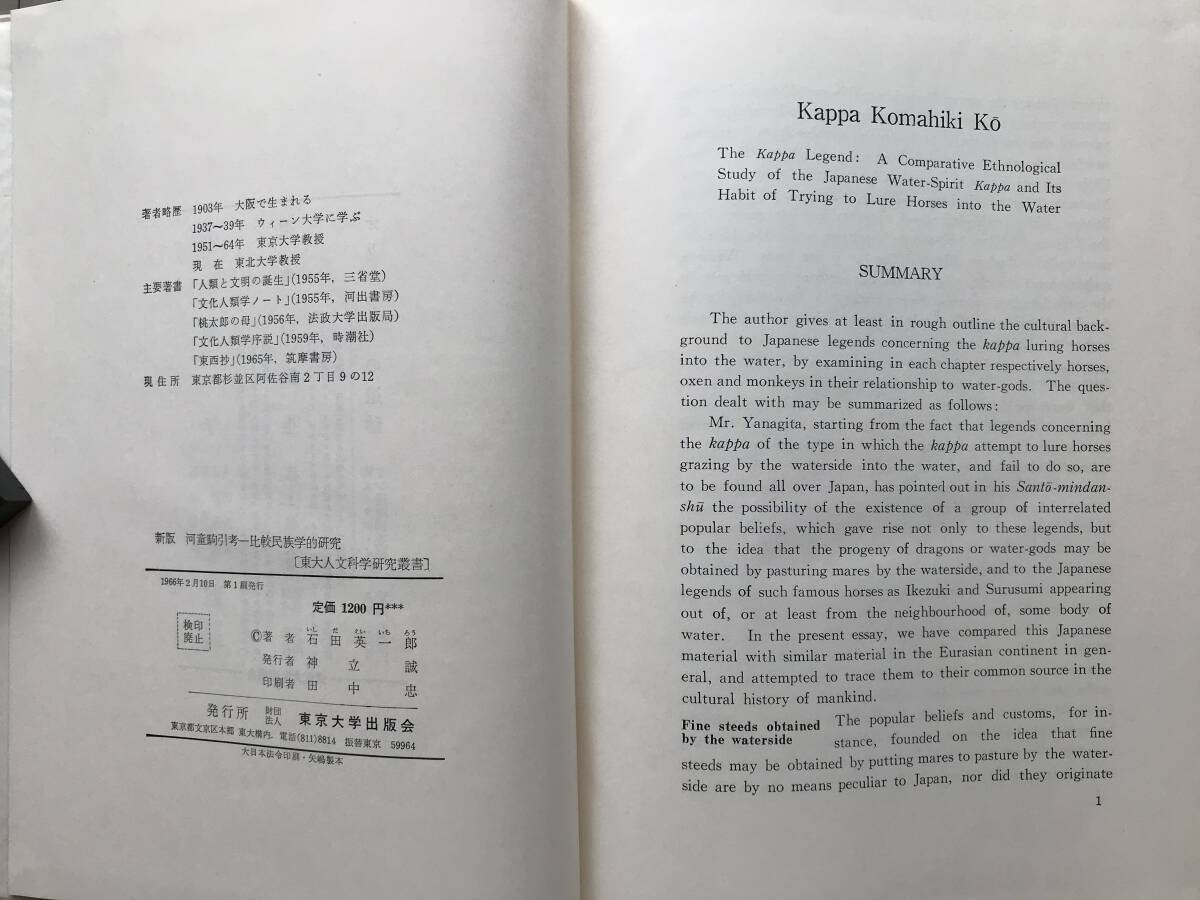 著者略歴 1903年 大阪で生まれる
1937～39年 ウィーン大学に学ぶ
1951～64年 東京大学教授
現 在 東北大学教授
主要著書 「人類と文明の誕生」(1955年, 三省堂)
「文化人類学ノート」(1955年, 河出書房)
「桃太郎の母」(1956年, 法政大学出版局)
「文化人類学序説」(1959年, 時潮社)
「東西抄」(1965年, 筑摩書房)
現住所 東京都杉並区阿佐谷南2丁目9の12
新版 河童駒引考―比較民族学的研究
〔東大人文科学研究叢書〕
1966年2月10日 第1刷発行
定価 1200 円***
検印
廃止
いし だ えい いち ろう
©著 者 石 田 英 一 郎
発行者 神 立 誠
印刷者 田 中 忠
発行所 財団法人 東京大学出版会
東京都文京区本郷 東大構内. 電話(811)8814 振替東京 59964
大日本法令印刷・矢嶋製本
Kappa Komahiki Kō
The Kappa Legend: A Comparative Ethnological
Study of the Japanese Water-Spirit Kappa and Its
Habit of Trying to Lure Horses into the Water
SUMMARY
The author gives at least in rough outline the cultural back-
ground to Japanese legends concerning the kappa luring horses
into the water, by examining in each chapter respectively horses,
oxen and monkeys in their relationship to water-gods. The ques-
tion dealt with may be summarized as follows:
Mr. Yanagita, starting from the fact that legends concerning
the kappa of the type in which the kappa attempt to lure horses
grazing by the waterside into the water, and fail to do so, are
to be found all over Japan, has pointed out in his Santō-mindan-
shū the possibility of the existence of a group of interrelated
popular beliefs, which gave rise not only to these legends, but
to the idea that the progeny of dragons or water-gods may be
obtained by pasturing mares by the waterside, and to the Japanese
legends of such famous horses as Ikezuki and Surusumi appearing
out of, or at least from the neighbourhood of, some body of
water. In the present essay, we have compared this Japanese
material with similar material in the Eurasian continent in gen-
eral, and attempted to trace them to their common source in the
cultural history of mankind.
Fine steeds obtained
by the waterside
The popular beliefs and customs, for in-
stance, founded on the idea that fine
steeds may be obtained by putting mares to pasture by the water-
side are by no means peculiar to Japan, nor did they originate
1